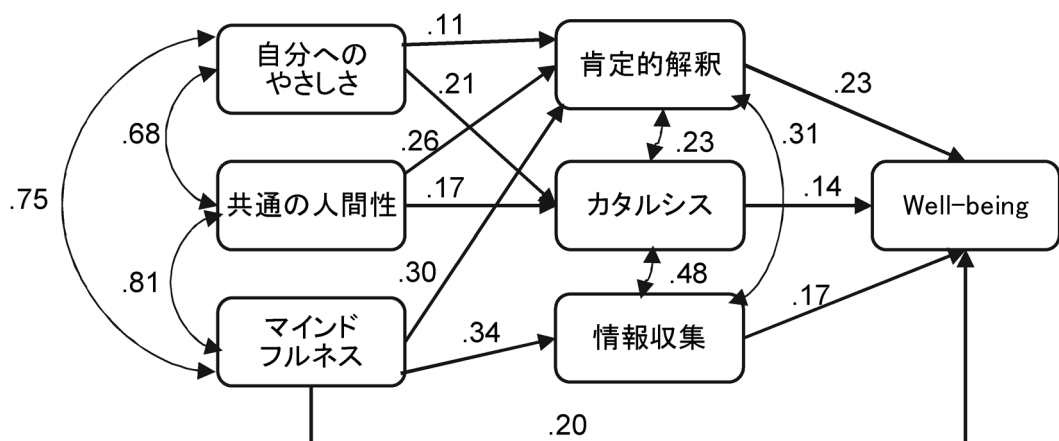 自分への
やさしさ
共通の人間性
マインド
フルネス
肯定的解釈
カタルシス
情報収集
Well-being
.11
.21
.26
.17
.30
.34
.20
.68
.75
.81
.23
.48
.31
.23
.14
.17